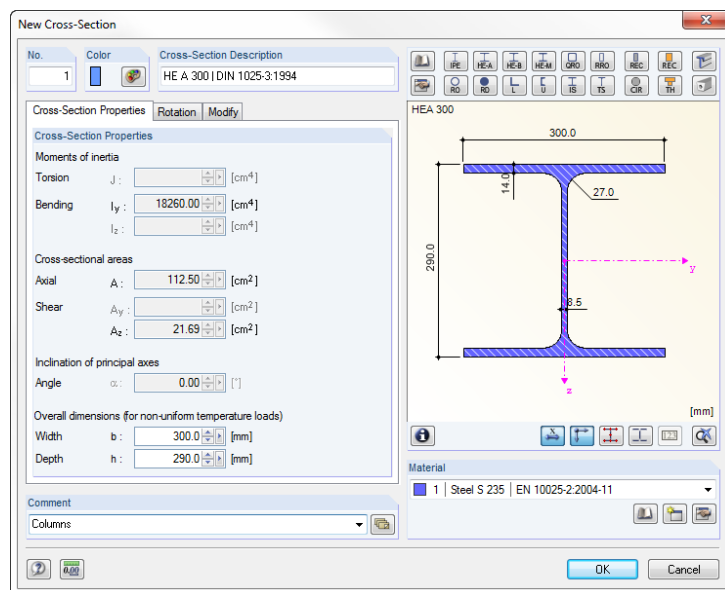 New Cross-Section
No. Color Cross-Section Description
1 HE A 300 | DIN 1025-3:1994
IPE HE-A HE-B HE-M QRO RRO REC REC
RO RD L U IS TS CIR TH
Cross-Section Properties Rotation Modify
Cross-Section Properties
Moments of inertia
Torsion J : [cm4]
Bending Iy : 18260.00 [cm4]
Iz : [cm4]
Cross-sectional areas
Axial A : 112.50 [cm2]
Shear Ay : [cm2]
Az : 21.69 [cm2]
Inclination of principal axes
Angle α : 0.00 [°]
Overall dimensions (for non-uniform temperature loads)
Width b : 300.0 [mm]
Depth h : 290.0 [mm]
Comment
Columns
HEA 300
300.0
14.0
27.0
290.0
y
8.5
z
[mm]
Material
1 Steel S 235 | EN 10025-2:2004-11
0.00
OK Cancel